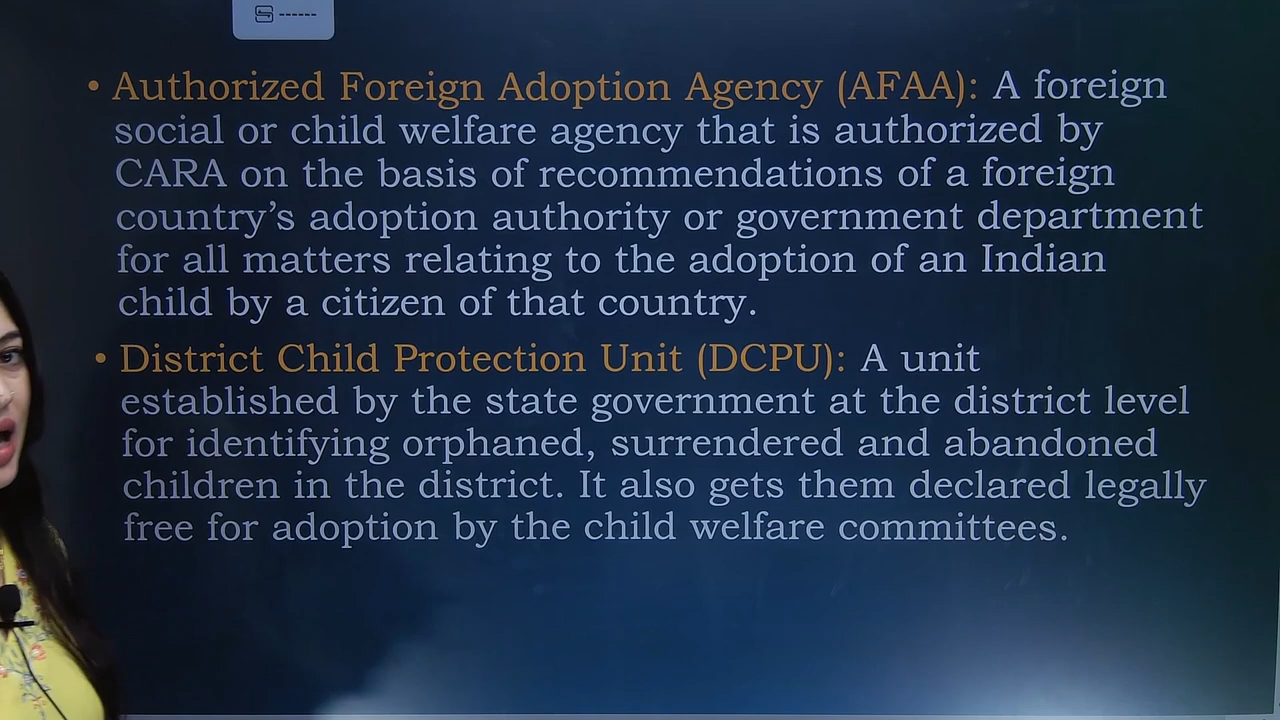 • Authorized Foreign Adoption Agency (AFAA): A foreign
social or child welfare agency that is authorized by
CARA on the basis of recommendations of a foreign
country's adoption authority or government department
for all matters relating to the adoption of an Indian
child by a citizen of that country.
• District Child Protection Unit (DCPU): A unit
established by the state government at the district level
for identifying orphaned, surrendered and abandoned
children in the district. It also gets them declared legally
free for adoption by the child welfare committees.